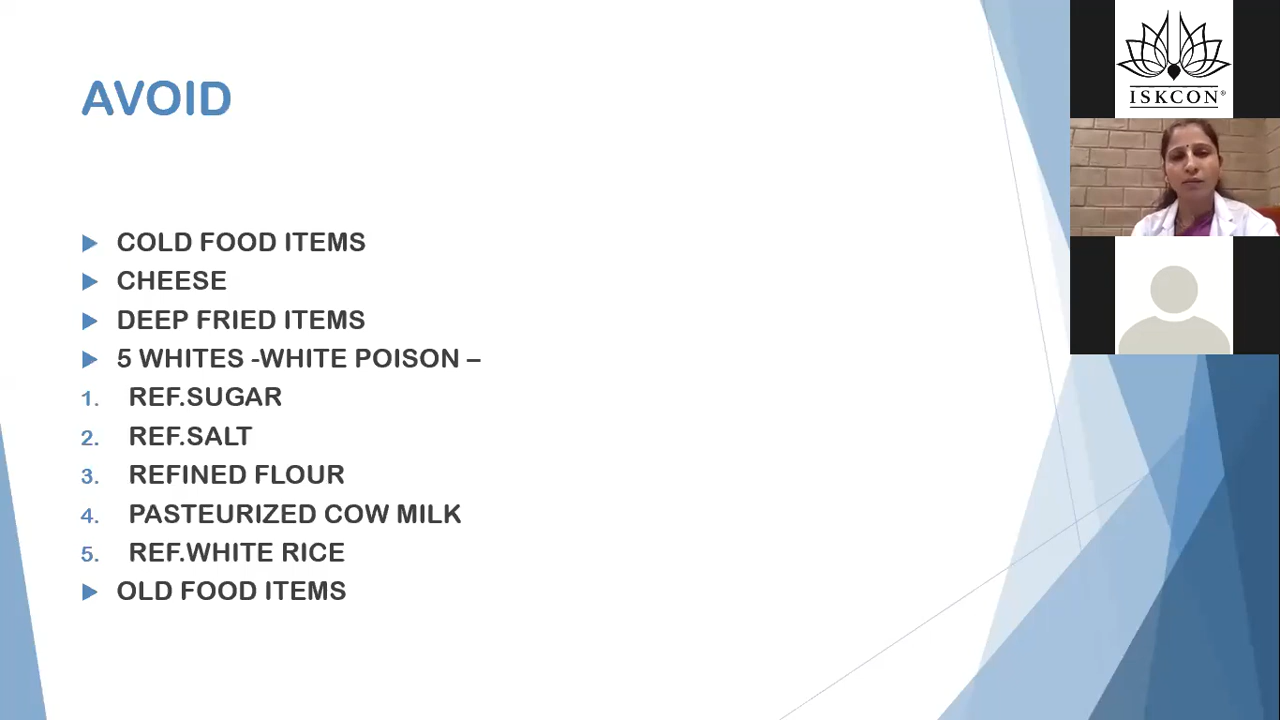 AVOID
COLD FOOD ITEMS
CHEESE
DEEP FRIED ITEMS
5 WHITES -WHITE POISON –
1. REF.SUGAR
2. REF.SALT
3. REFINED FLOUR
4. PASTEURIZED COW MILK
5. REF.WHITE RICE
OLD FOOD ITEMS
ISKCON®